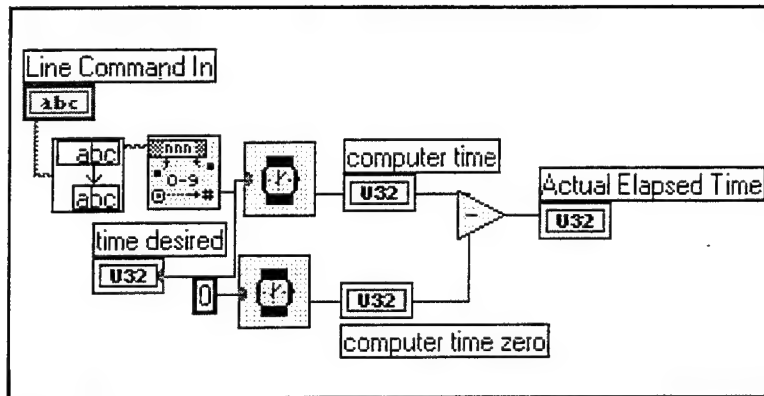 Line Command In
abc
abc
abc
nnn
0-9
#
computer time
U32
Actual Elapsed Time
U32
-
time desired
U32
0
U32
computer time zero